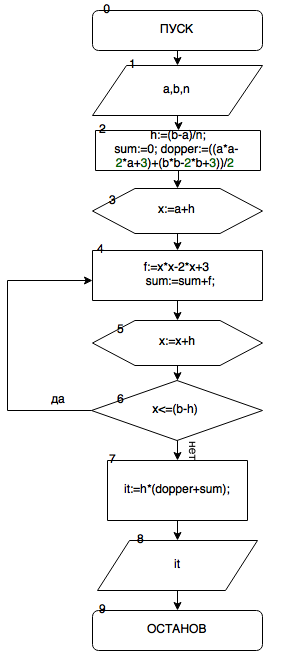 0
ПУСК
1
a,b,n
2
h:=(b-a)/n;
sum:=0; dopper:=((a*a-
2*a+3)+(b*b-2*b+3))/2
3
x:=a+h
4
f:=x*x-2*x+3
sum:=sum+f;
5
x:=x+h
6
да
x<=(b-h)
нет
7
it:=h*(dopper+sum);
8
it
9
ОСТАНОВ